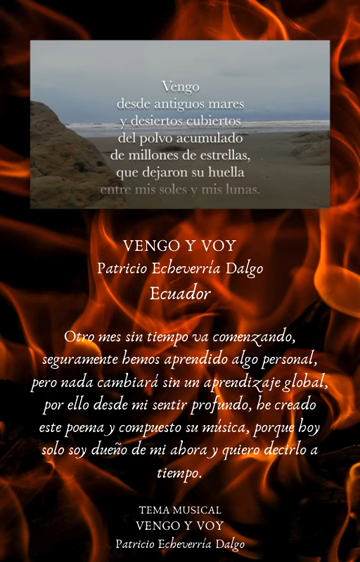 Vengo
desde antiguos mares
y desiertos cubiertos
del polvo acumulado
de millones de estrellas,
que dejaron su huella
entre mis soles y mis lunas.
VENGO Y VOY
Patricio Echeverría Dalgo
Ecuador
Otro mes sin tiempo va comenzando,
seguramente hemos aprendido algo personal,
pero nada cambiará sin un aprendizaje global,
por ello desde mi sentir profundo, he creado
este poema y compuesto su música, porque hoy
solo soy dueño de mi ahora y quiero decirlo a
tiempo.
TEMA MUSICAL
VENGO Y VOY
Patricio Echeverría Dalgo